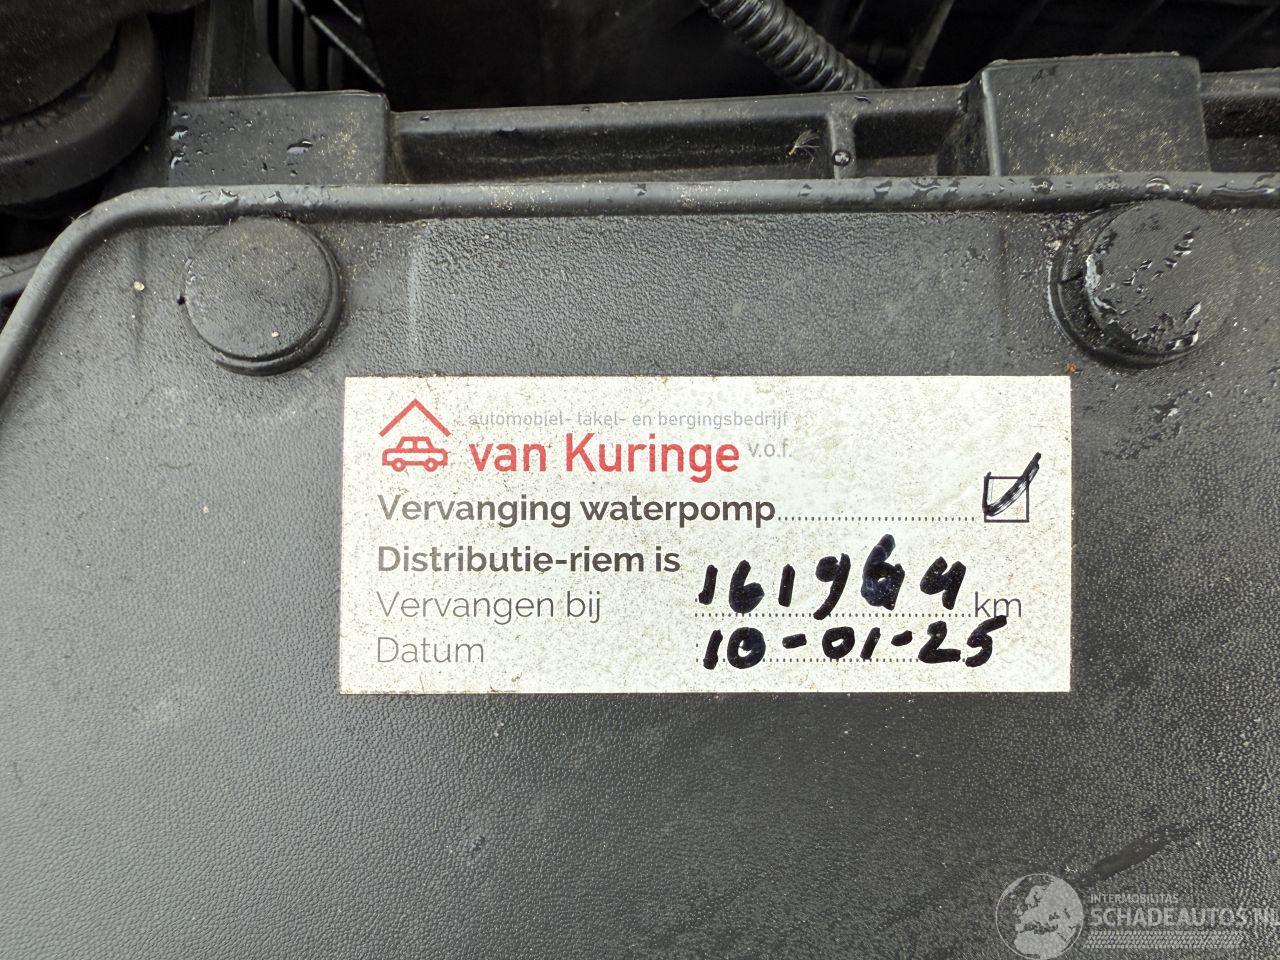 automobiel- takel- en bergingsbedrijf
van Kuringe v.o.f.
Vervanging waterpomp
Distributie-riem is
Vervangen bij km
Datum 10-01-25
INTERMOBILITAS
SCHADEAUTOS.NL